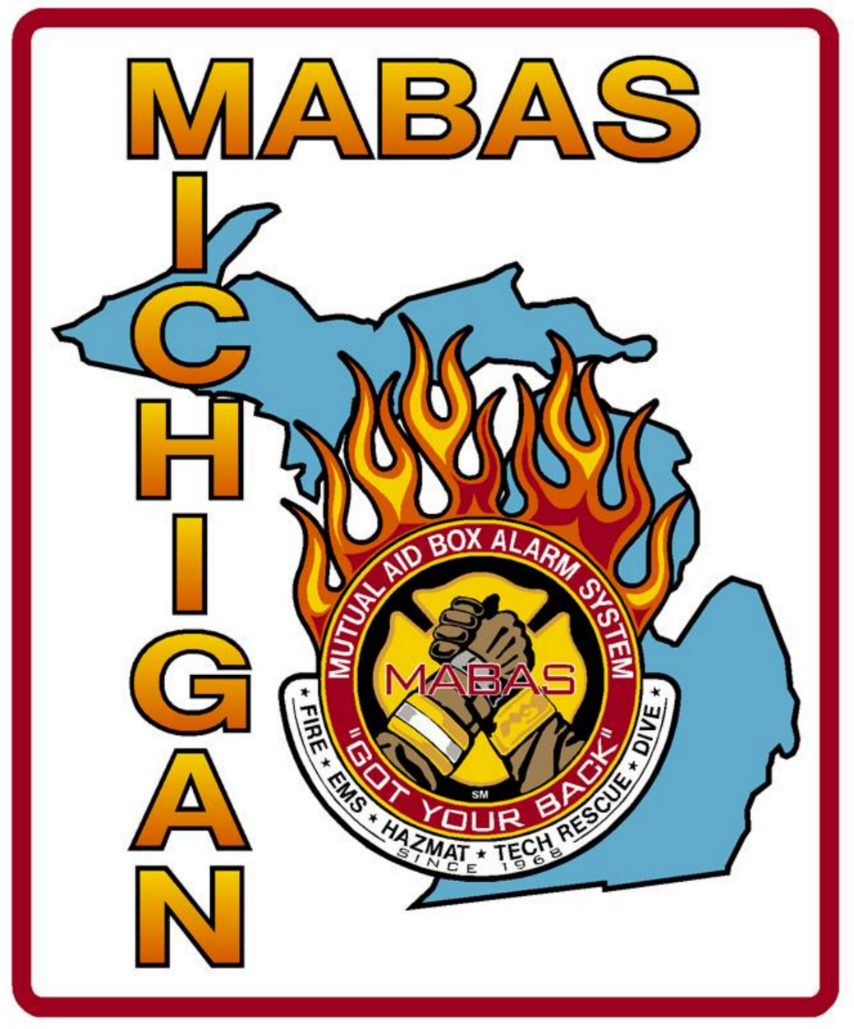 MABAS
MICHIGAN
MUTUAL AID BOX ALARM SYSTEM
MABAS
"GOT YOUR BACK"
SM
★ FIRE ★ EMS ★ HAZMAT ★ TECH RESCUE ★ DIVE ★
SINCE 1968